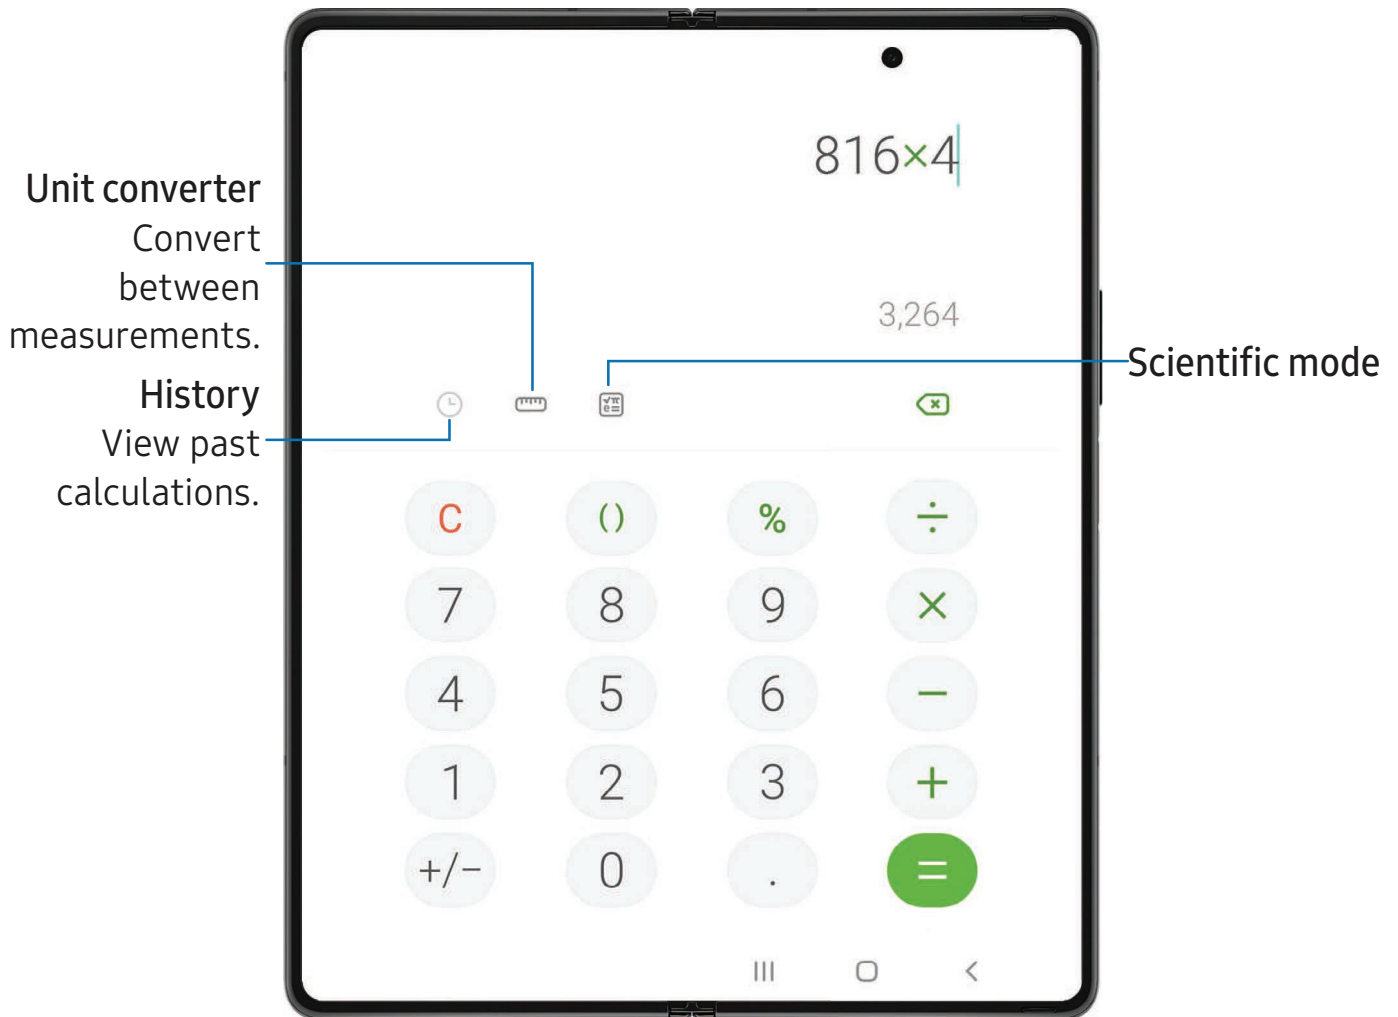 816×4
Unit converter
Convert
between
measurements.
3,264
Scientific mode
History
View past
calculations.
√π
e=
C () % ÷
7 8 9 ×
4 5 6 −
1 2 3 +
+/− 0 . =